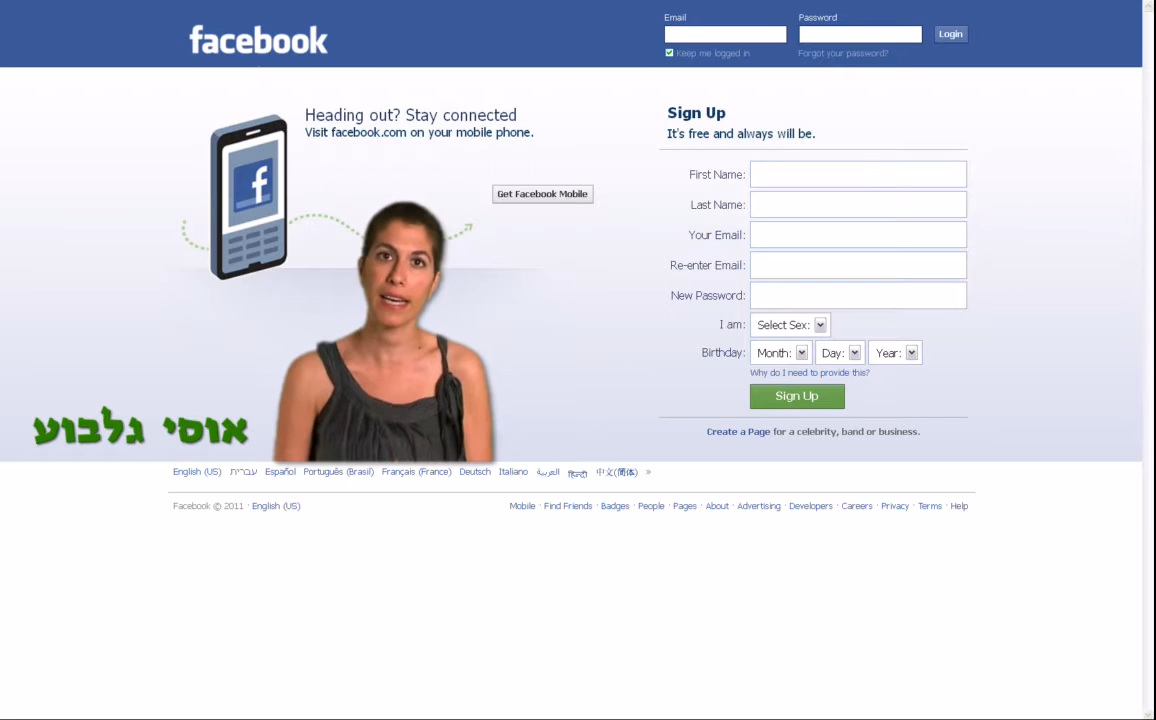 facebook
Email
Password
Login
Keep me logged in
Forgot your password?
Heading out? Stay connected
Visit facebook.com on your mobile phone.
Get Facebook Mobile
f
Sign Up
It's free and always will be.
First Name:
Last Name:
Your Email:
Re-enter Email:
New Password:
I am: Select Sex:
Birthday: Month: Day: Year:
Why do I need to provide this?
Sign Up
Create a Page for a celebrity, band or business.
אוסי גלבוע
English (US) עברית Español Português (Brasil) Français (France) Deutsch Italiano العربية हिन्दी 中文(简体) »
Facebook © 2011 · English (US)
Mobile · Find Friends · Badges · People · Pages · About · Advertising · Developers · Careers · Privacy · Terms · Help